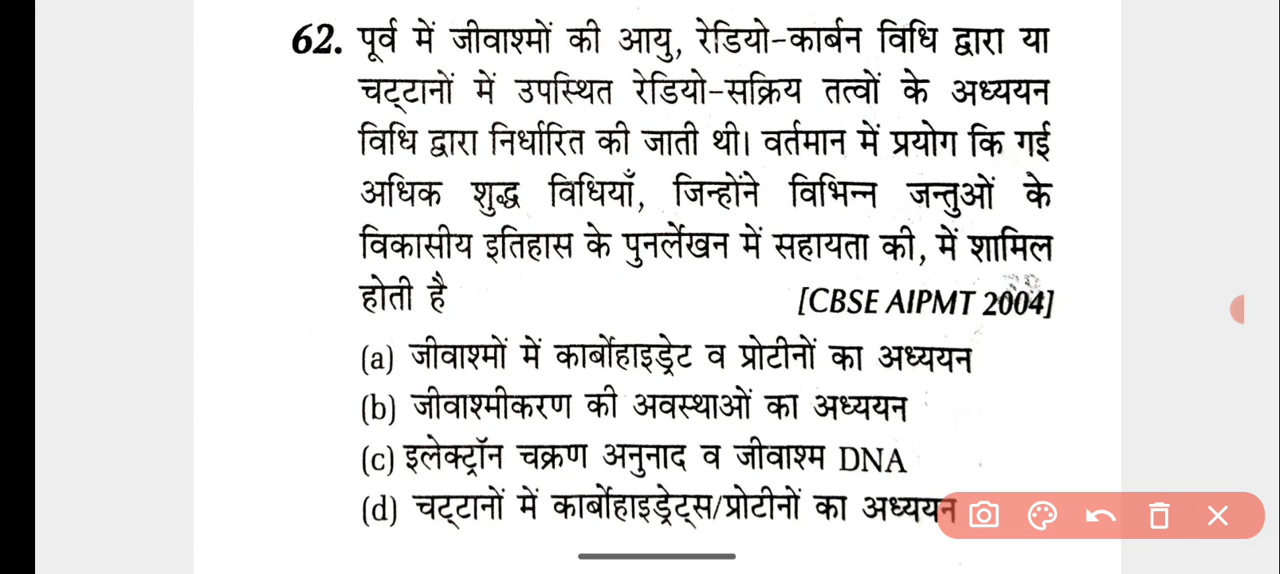 62. पूर्व में जीवाश्मों की आयु, रेडियो-कार्बन विधि द्वारा या
चट्टानों में उपस्थित रेडियो-सक्रिय तत्वों के अध्ययन
विधि द्वारा निर्धारित की जाती थी। वर्तमान में प्रयोग कि गई
अधिक शुद्ध विधियाँ, जिन्होंने विभिन्न जन्तुओं के
विकासीय इतिहास के पुनर्लेखन में सहायता की, में शामिल
होती है [CBSE AIPMT 2004]
(a) जीवाश्मों में कार्बोहाइड्रेट व प्रोटीनों का अध्ययन
(b) जीवाश्मीकरण की अवस्थाओं का अध्ययन
(c) इलेक्ट्रॉन चक्रण अनुनाद व जीवाश्म DNA
(d) चट्टानों में कार्बोहाइड्रेट्स/प्रोटीनों का अध्ययन